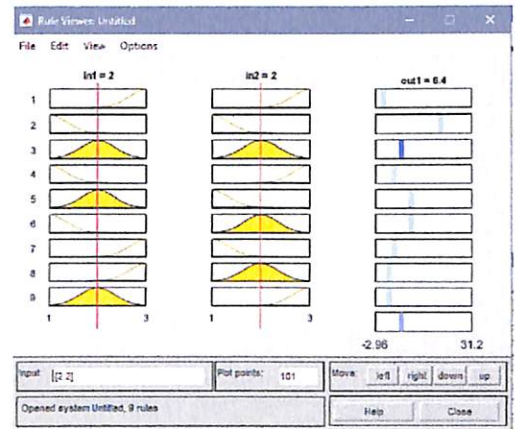 Rule Viewer: Untitled
File Edit View Options
in1 = 2 in2 = 2 out1 = 6.4
1
2
3
4
5
6
7
8
9
1 3 1 3
-2.96 31.2
Input: [2 2] Plot points: 101 Move: left right down up
Opened system Untitled, 9 rules Help Close